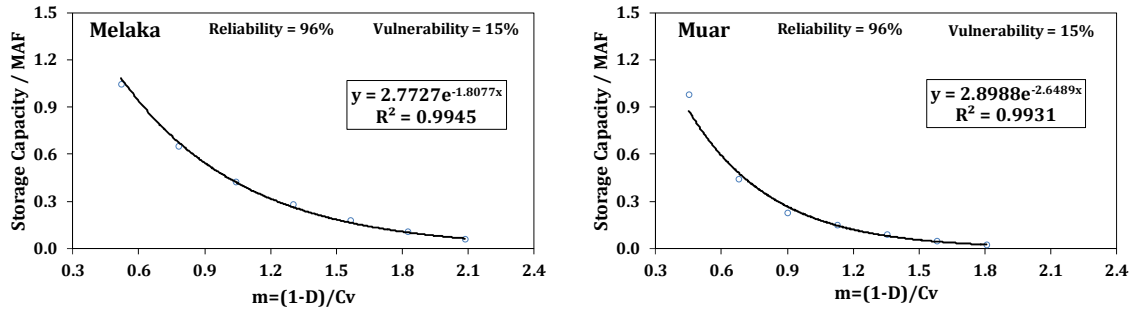 Melaka
Reliability = 96%
Vulnerability = 15%
y = 2.7727e-1.8077x
R² = 0.9945
Storage Capacity / MAF
1.5
1.2
0.9
0.6
0.3
0.0
0.3 0.6 0.9 1.2 1.5 1.8 2.1 2.4
m=(1-D)/Cv
Muar
Reliability = 96%
Vulnerability = 15%
y = 2.8988e-2.6489x
R² = 0.9931
Storage Capacity / MAF
1.5
1.2
0.9
0.6
0.3
0.0
0.3 0.6 0.9 1.2 1.5 1.8 2.1 2.4
m=(1-D)/Cv